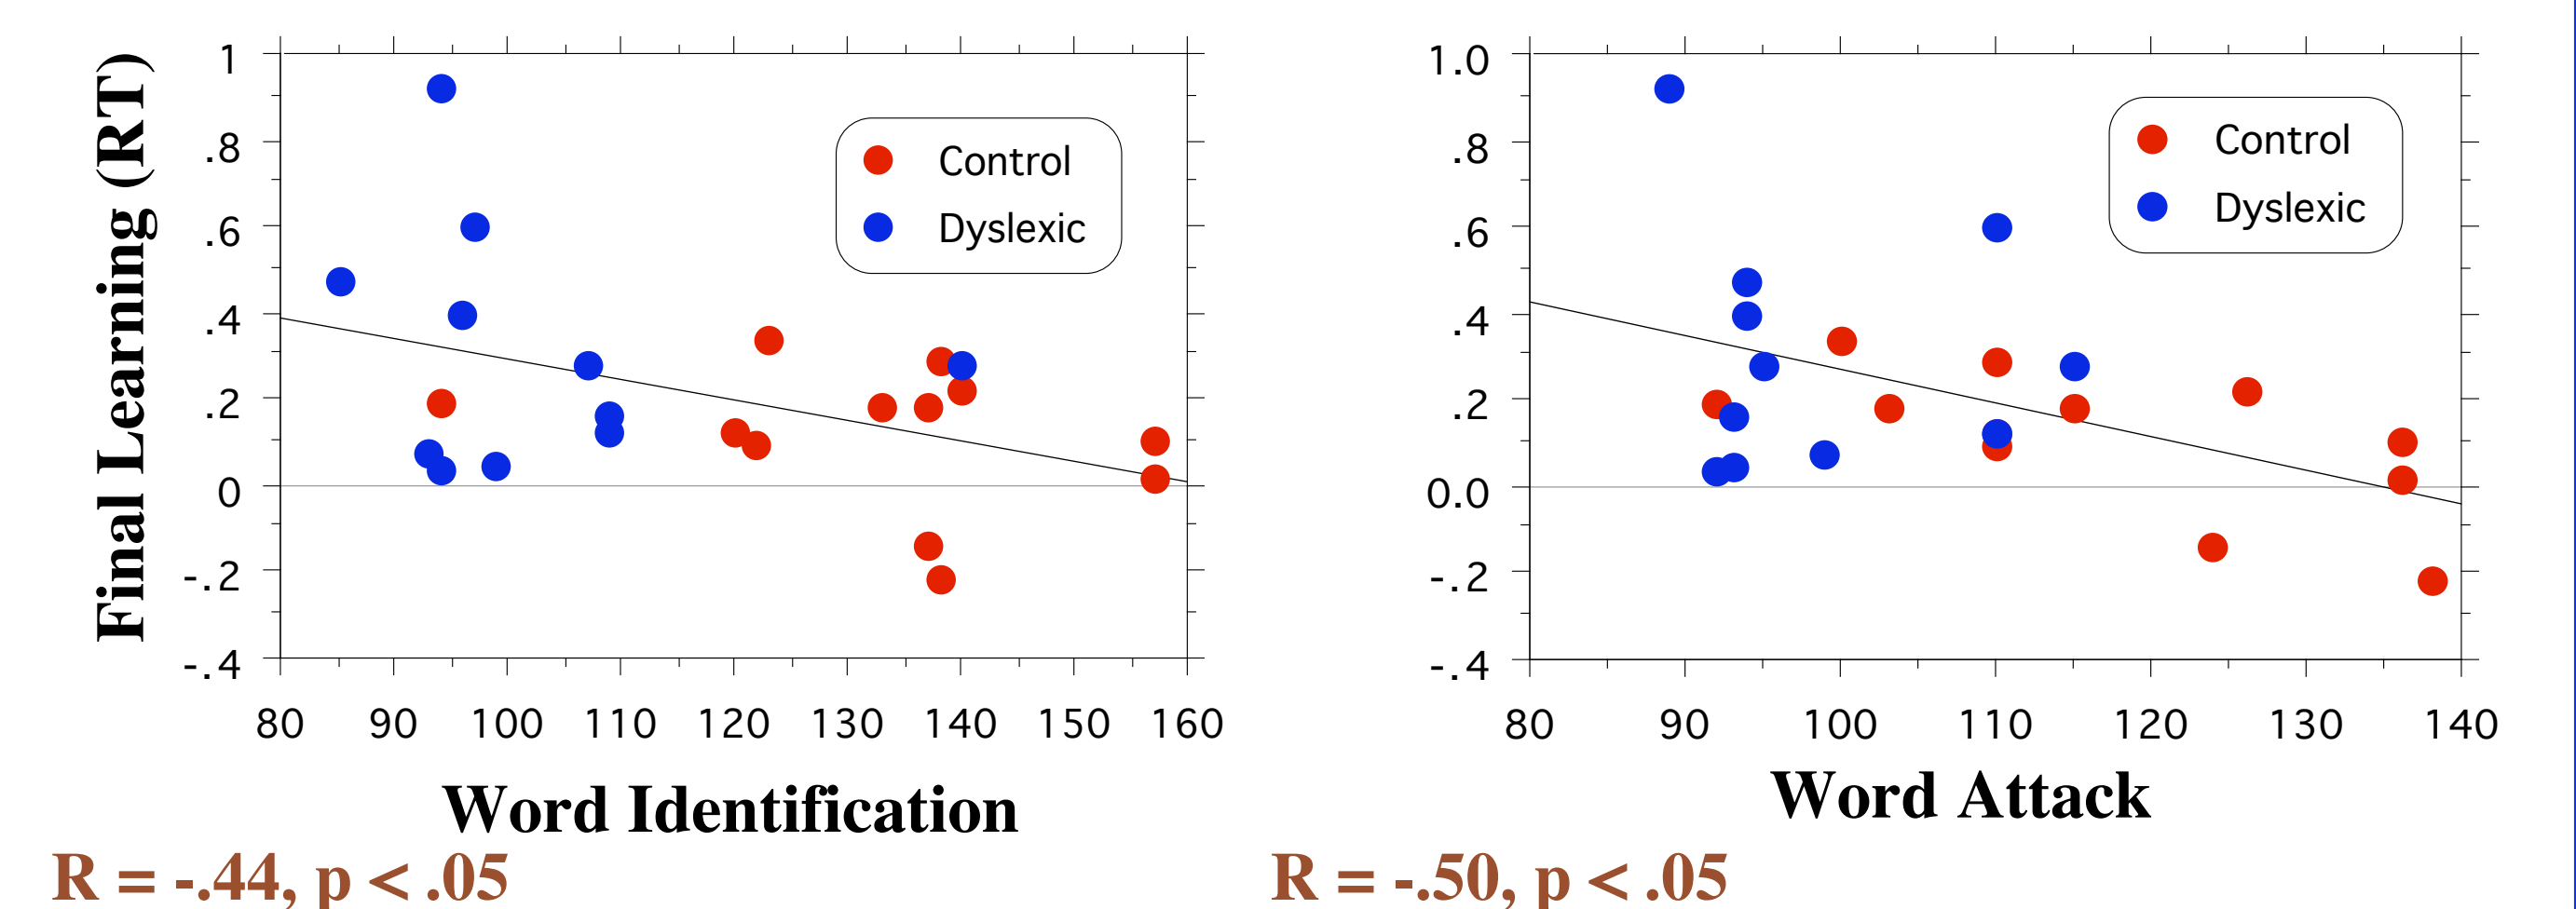 Final Learning (RT)
1
.8
.6
.4
.2
0
-.2
-.4
Control
Dyslexic
80 90 100 110 120 130 140 150 160
Word Identification
R = -.44, p < .05
1.0
.8
.6
.4
.2
0.0
-.2
-.4
Control
Dyslexic
80 90 100 110 120 130 140
Word Attack
R = -.50, p < .05